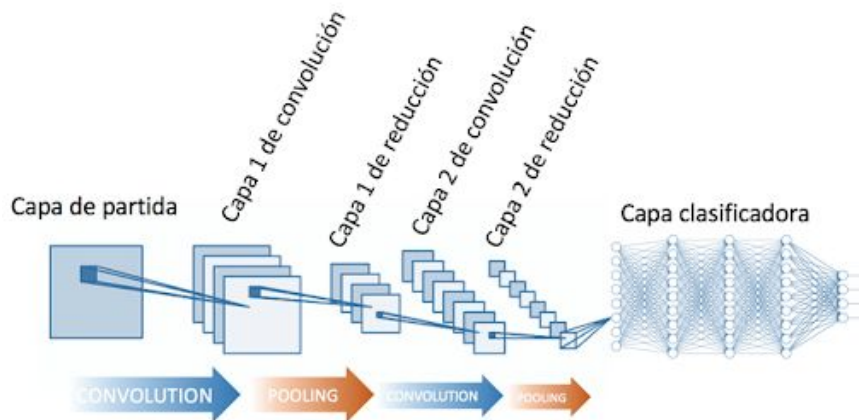 Capa de partida
Capa 1 de convolución
Capa 1 de reducción
Capa 2 de convolución
Capa 2 de reducción
Capa clasificadora
CONVOLUTION
POOLING
CONVOLUTION
POOLING